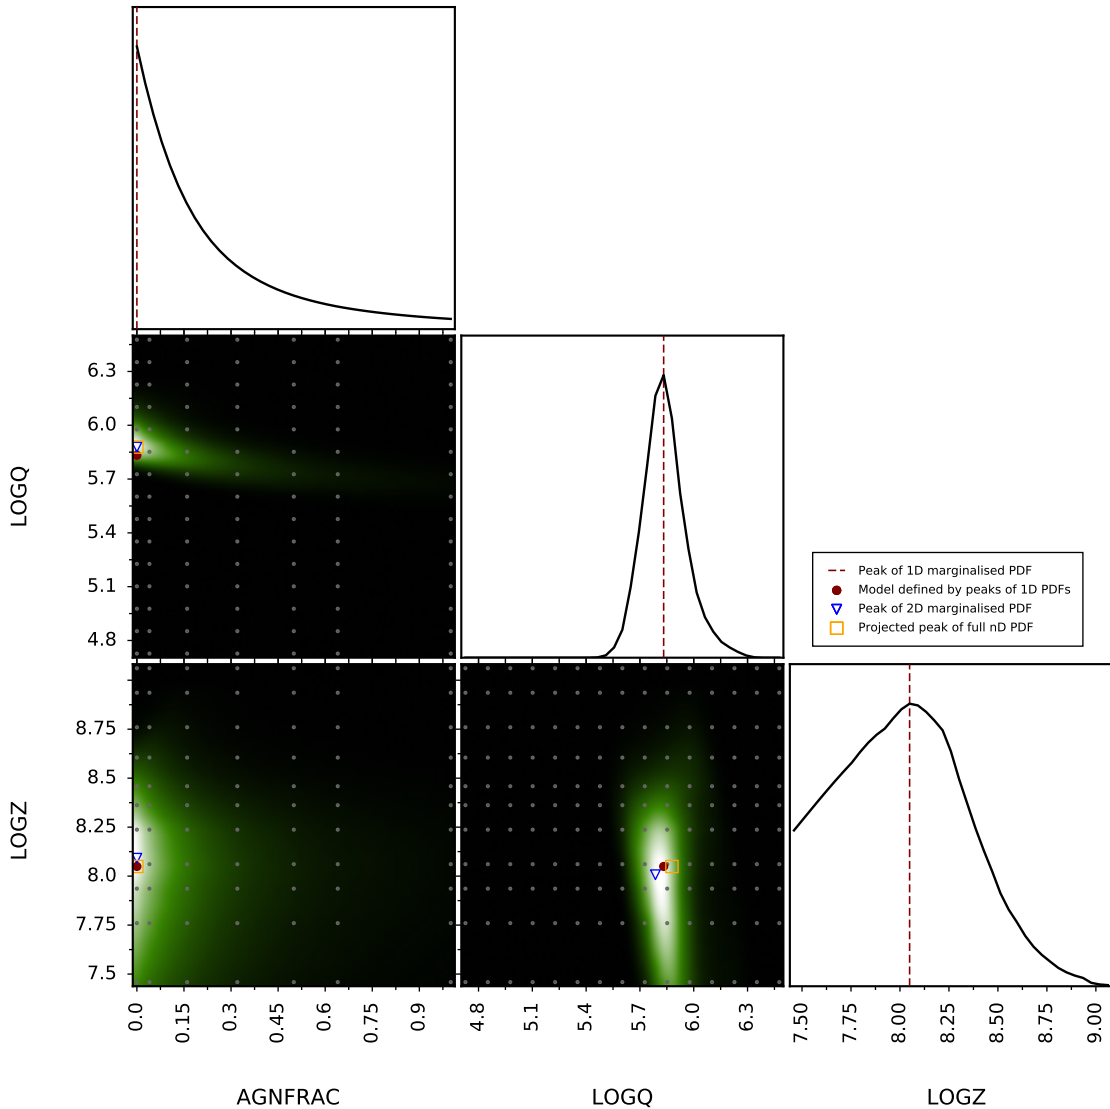 6.3
6.0
5.7
5.4
5.1
4.8
LOGQ
Peak of 1D marginalised PDF
Model defined by peaks of 1D PDFs
Peak of 2D marginalised PDF
Projected peak of full nD PDF
8.75
8.5
8.25
8.0
7.75
7.5
LOGZ
0.0 0.15 0.3 0.45 0.6 0.75 0.9
4.8 5.1 5.4 5.7 6.0 6.3
7.50 7.75 8.00 8.25 8.50 8.75 9.00
AGNFRAC LOGQ LOGZ